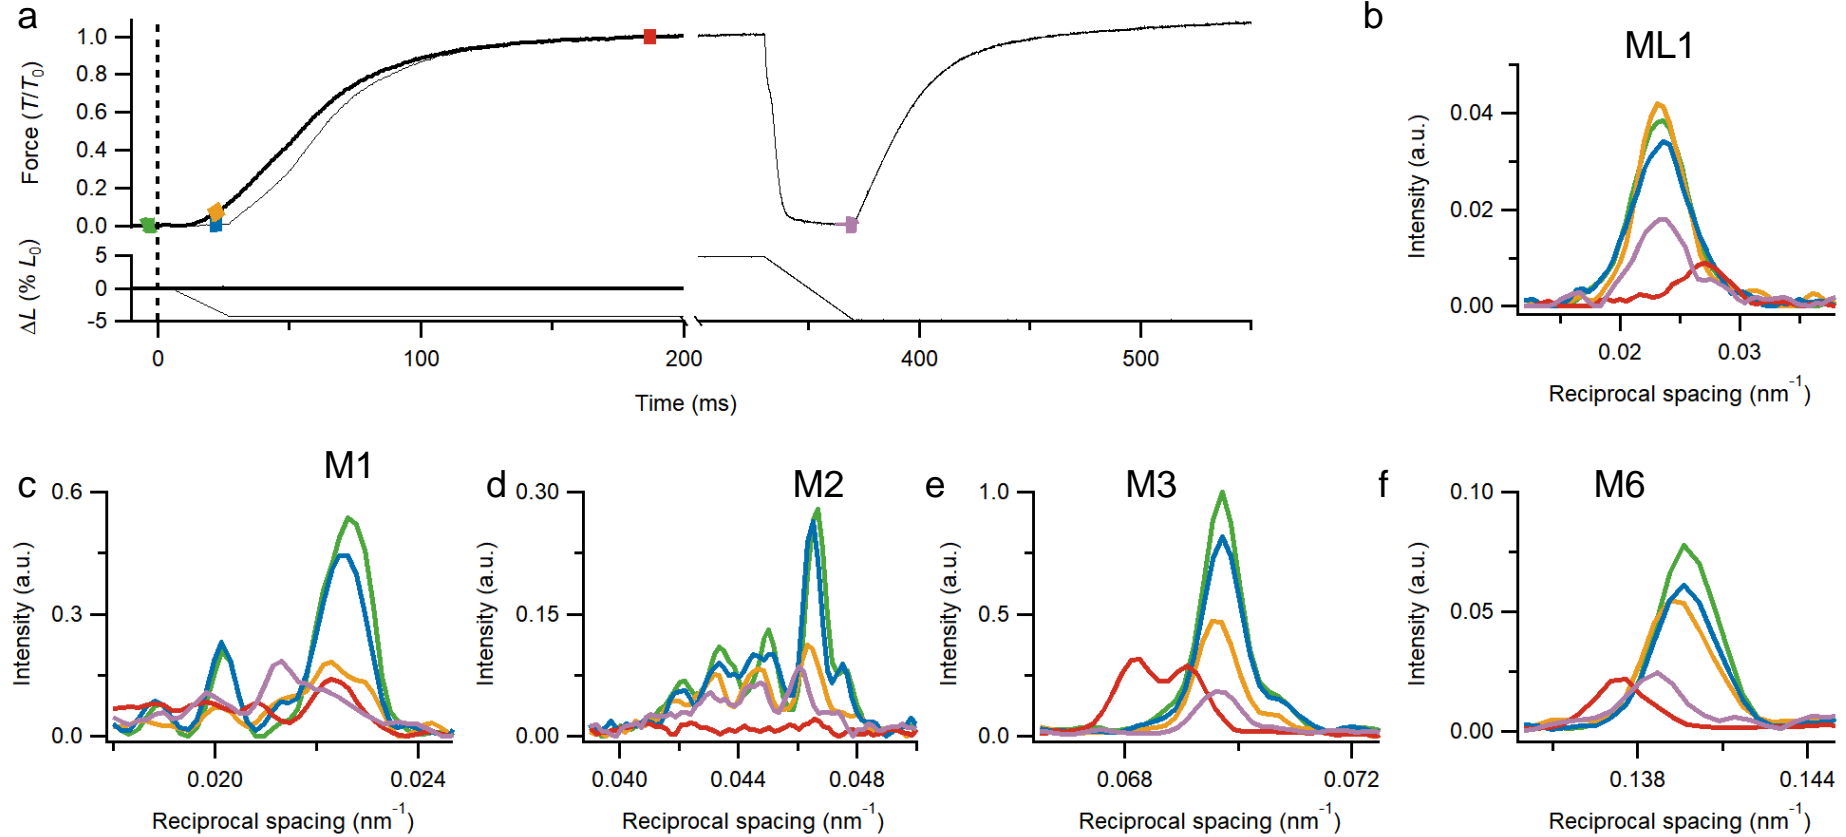 a
Force (T/T0)
1.0
0.8
0.6
0.4
0.2
0.0
ΔL (% L0)
5
0
-5
0
100
200
400
500
Time (ms)
b
ML1
Intensity (a.u.)
0.04
0.02
0.00
0.02
0.03
Reciprocal spacing (nm-1)
c
M1
Intensity (a.u.)
0.6
0.3
0.0
0.020
0.024
Reciprocal spacing (nm-1)
d
M2
Intensity (a.u.)
0.30
0.15
0.00
0.040
0.044
0.048
Reciprocal spacing (nm-1)
e
M3
Intensity (a.u.)
1.0
0.5
0.0
0.068
0.072
Reciprocal spacing (nm-1)
f
M6
Intensity (a.u.)
0.10
0.05
0.00
0.138
0.144
Reciprocal spacing (nm-1)